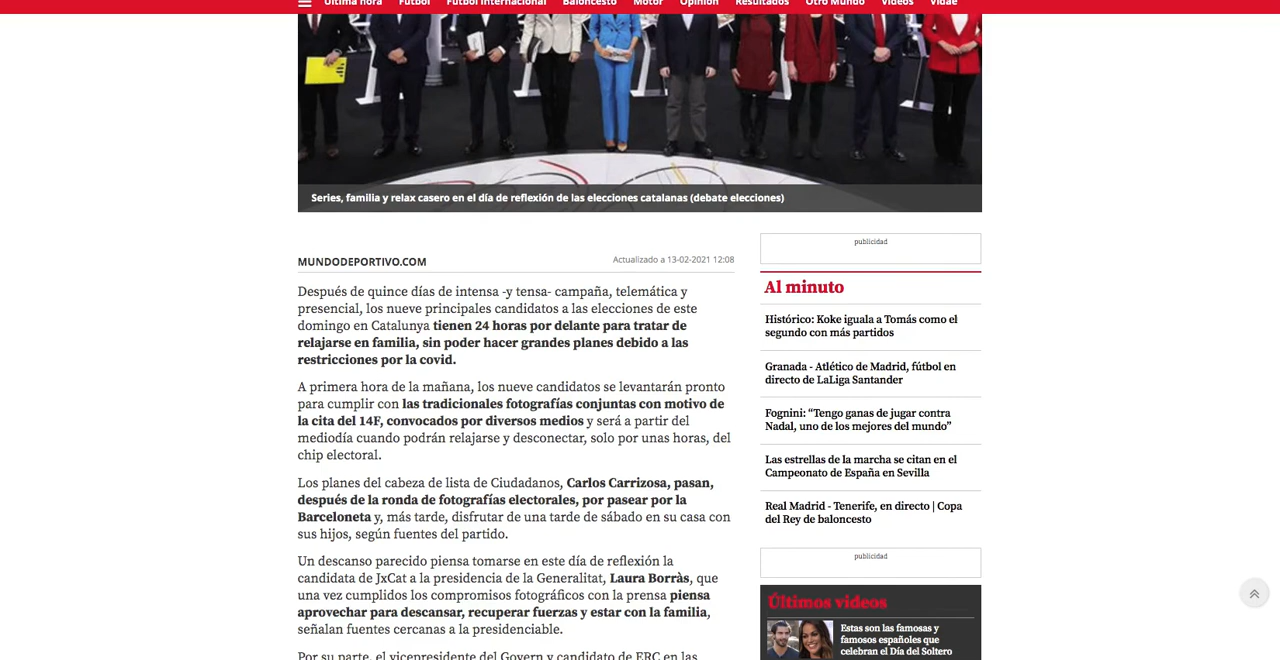 Última hora Fútbol Fútbol Internacional Baloncesto Motor Opinión Resultados Otro Mundo Vídeos Vidae
Series, familia y relax casero en el día de reflexión de las elecciones catalanas (debate elecciones)
MUNDODEPORTIVO.COM
Actualizado a 13-02-2021 12:08
Después de quince días de intensa -y tensa- campaña, telemática y
presencial, los nueve principales candidatos a las elecciones de este
domingo en Catalunya tienen 24 horas por delante para tratar de
relajarse en familia, sin poder hacer grandes planes debido a las
restricciones por la covid.
A primera hora de la mañana, los nueve candidatos se levantarán pronto
para cumplir con las tradicionales fotografías conjuntas con motivo de
la cita del 14F, convocados por diversos medios y será a partir del
mediodía cuando podrán relajarse y desconectar, solo por unas horas, del
chip electoral.
Los planes del cabeza de lista de Ciudadanos, Carlos Carrizosa, pasan,
después de la ronda de fotografías electorales, por pasear por la
Barceloneta y, más tarde, disfrutar de una tarde de sábado en su casa con
sus hijos, según fuentes del partido.
Un descanso parecido piensa tomarse en este día de reflexión la
candidata de JxCat a la presidencia de la Generalitat, Laura Borràs, que
una vez cumplidos los compromisos fotográficos con la prensa piensa
aprovechar para descansar, recuperar fuerzas y estar con la familia,
señalan fuentes cercanas a la presidenciable.
Por su parte, el vicepresidente del Govern y candidato de ERC en las
publicidad
Al minuto
Histórico: Koke iguala a Tomás como el
segundo con más partidos
Granada - Atlético de Madrid, fútbol en
directo de LaLiga Santander
Fognini: “Tengo ganas de jugar contra
Nadal, uno de los mejores del mundo”
Las estrellas de la marcha se citan en el
Campeonato de España en Sevilla
Real Madrid - Tenerife, en directo | Copa
del Rey de baloncesto
publicidad
Últimos vídeos
Estas son las famosas y
famosos españoles que
celebran el Día del Soltero